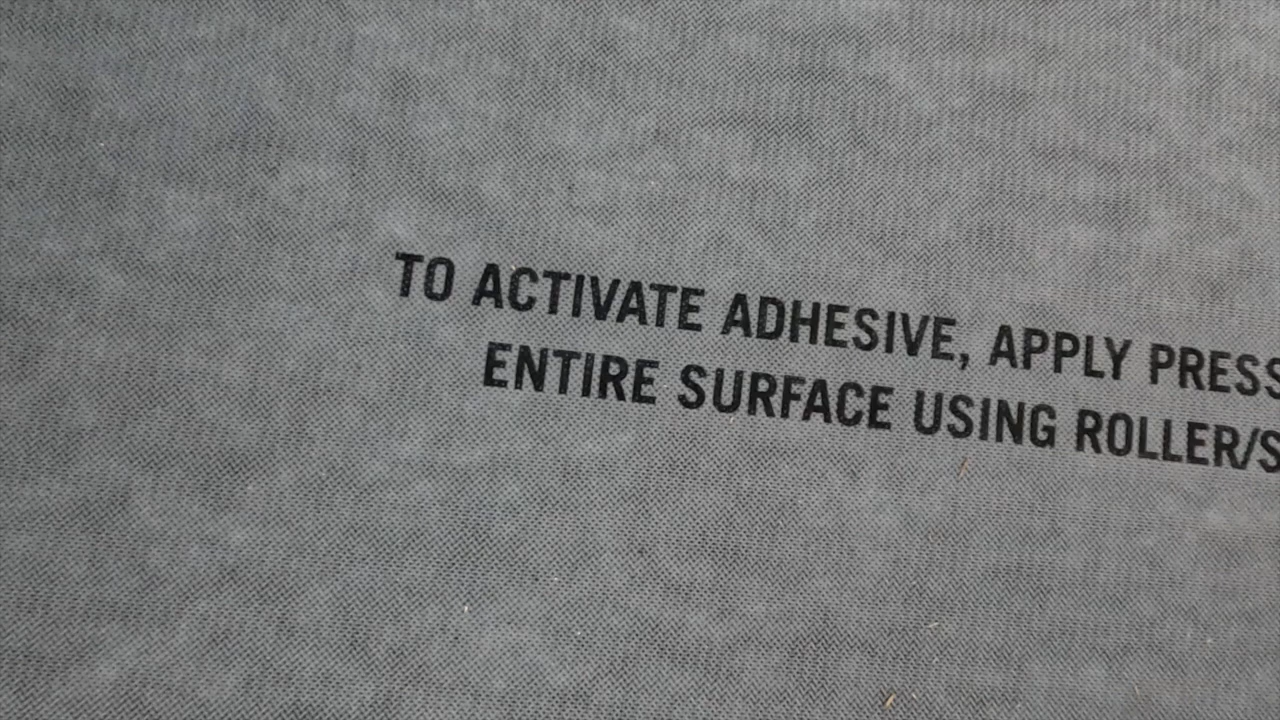 TO ACTIVATE ADHESIVE, APPLY PRESS
ENTIRE SURFACE USING ROLLER/S